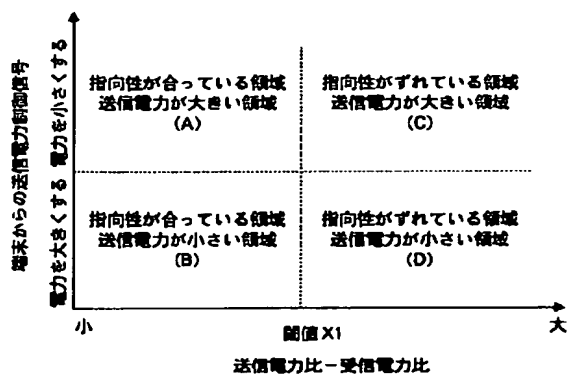 端末からの送信電力制御信号
電力を大きくする 電力を小さくする
指向性が合っている領域
送信電力が大きい領域
(A)
指向性がずれている領域
送信電力が大きい領域
(C)
指向性が合っている領域
送信電力が小さい領域
(B)
指向性がずれている領域
送信電力が小さい領域
(D)
小
閾値X1
大
送信電力比-受信電力比